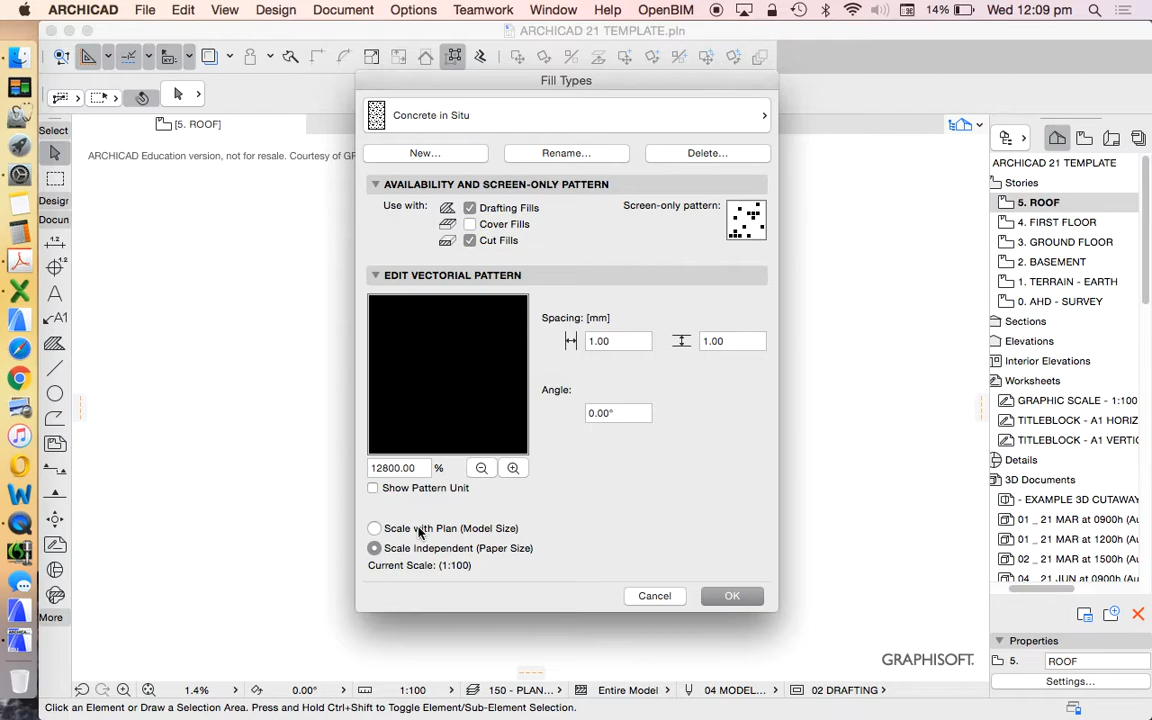 ARCHICAD File Edit View Design Document Options Teamwork Window Help OpenBIM 14% Wed 12:09 pm
ARCHICAD 21 TEMPLATE.pln
Fill Types
Concrete in Situ
[5. ROOF]
Select
ARCHICAD Education version, not for resale. Courtesy of GR
New...
Rename...
Delete...
ARCHICAD 21 TEMPLATE
AVAILABILITY AND SCREEN-ONLY PATTERN
Stories
Use with:
Drafting Fills
Screen-only pattern:
Cover Fills
Cut Fills
Design
Docun
5. ROOF
4. FIRST FLOOR
3. GROUND FLOOR
2. BASEMENT
1. TERRAIN - EARTH
0. AHD - SURVEY
EDIT VECTORIAL PATTERN
Spacing: [mm]
1.00
1.00
Angle:
0.00°
Sections
Elevations
Interior Elevations
Worksheets
GRAPHIC SCALE - 1:100
TITLEBLOCK - A1 HORIZ
TITLEBLOCK - A1 VERTIC
Details
3D Documents
- EXAMPLE 3D CUTAWAY
01 _ 21 MAR at 0900h (Au
01 _ 21 MAR at 1200h (Au
02 _ 21 MAR at 1500h (Au
04 _ 21 JUN at 0900h (Au
12800.00 %
Show Pattern Unit
Scale with Plan (Model Size)
Scale Independent (Paper Size)
Current Scale: (1:100)
Cancel
OK
More
Properties
5. ROOF
Settings...
GRAPHISOFT.
1.4% 0.00° 1:100 150 - PLAN... Entire Model 04 MODEL... 02 DRAFTING
Click an Element or Draw a Selection Area. Press and Hold Ctrl+Shift to Toggle Element/Sub-Element Selection.